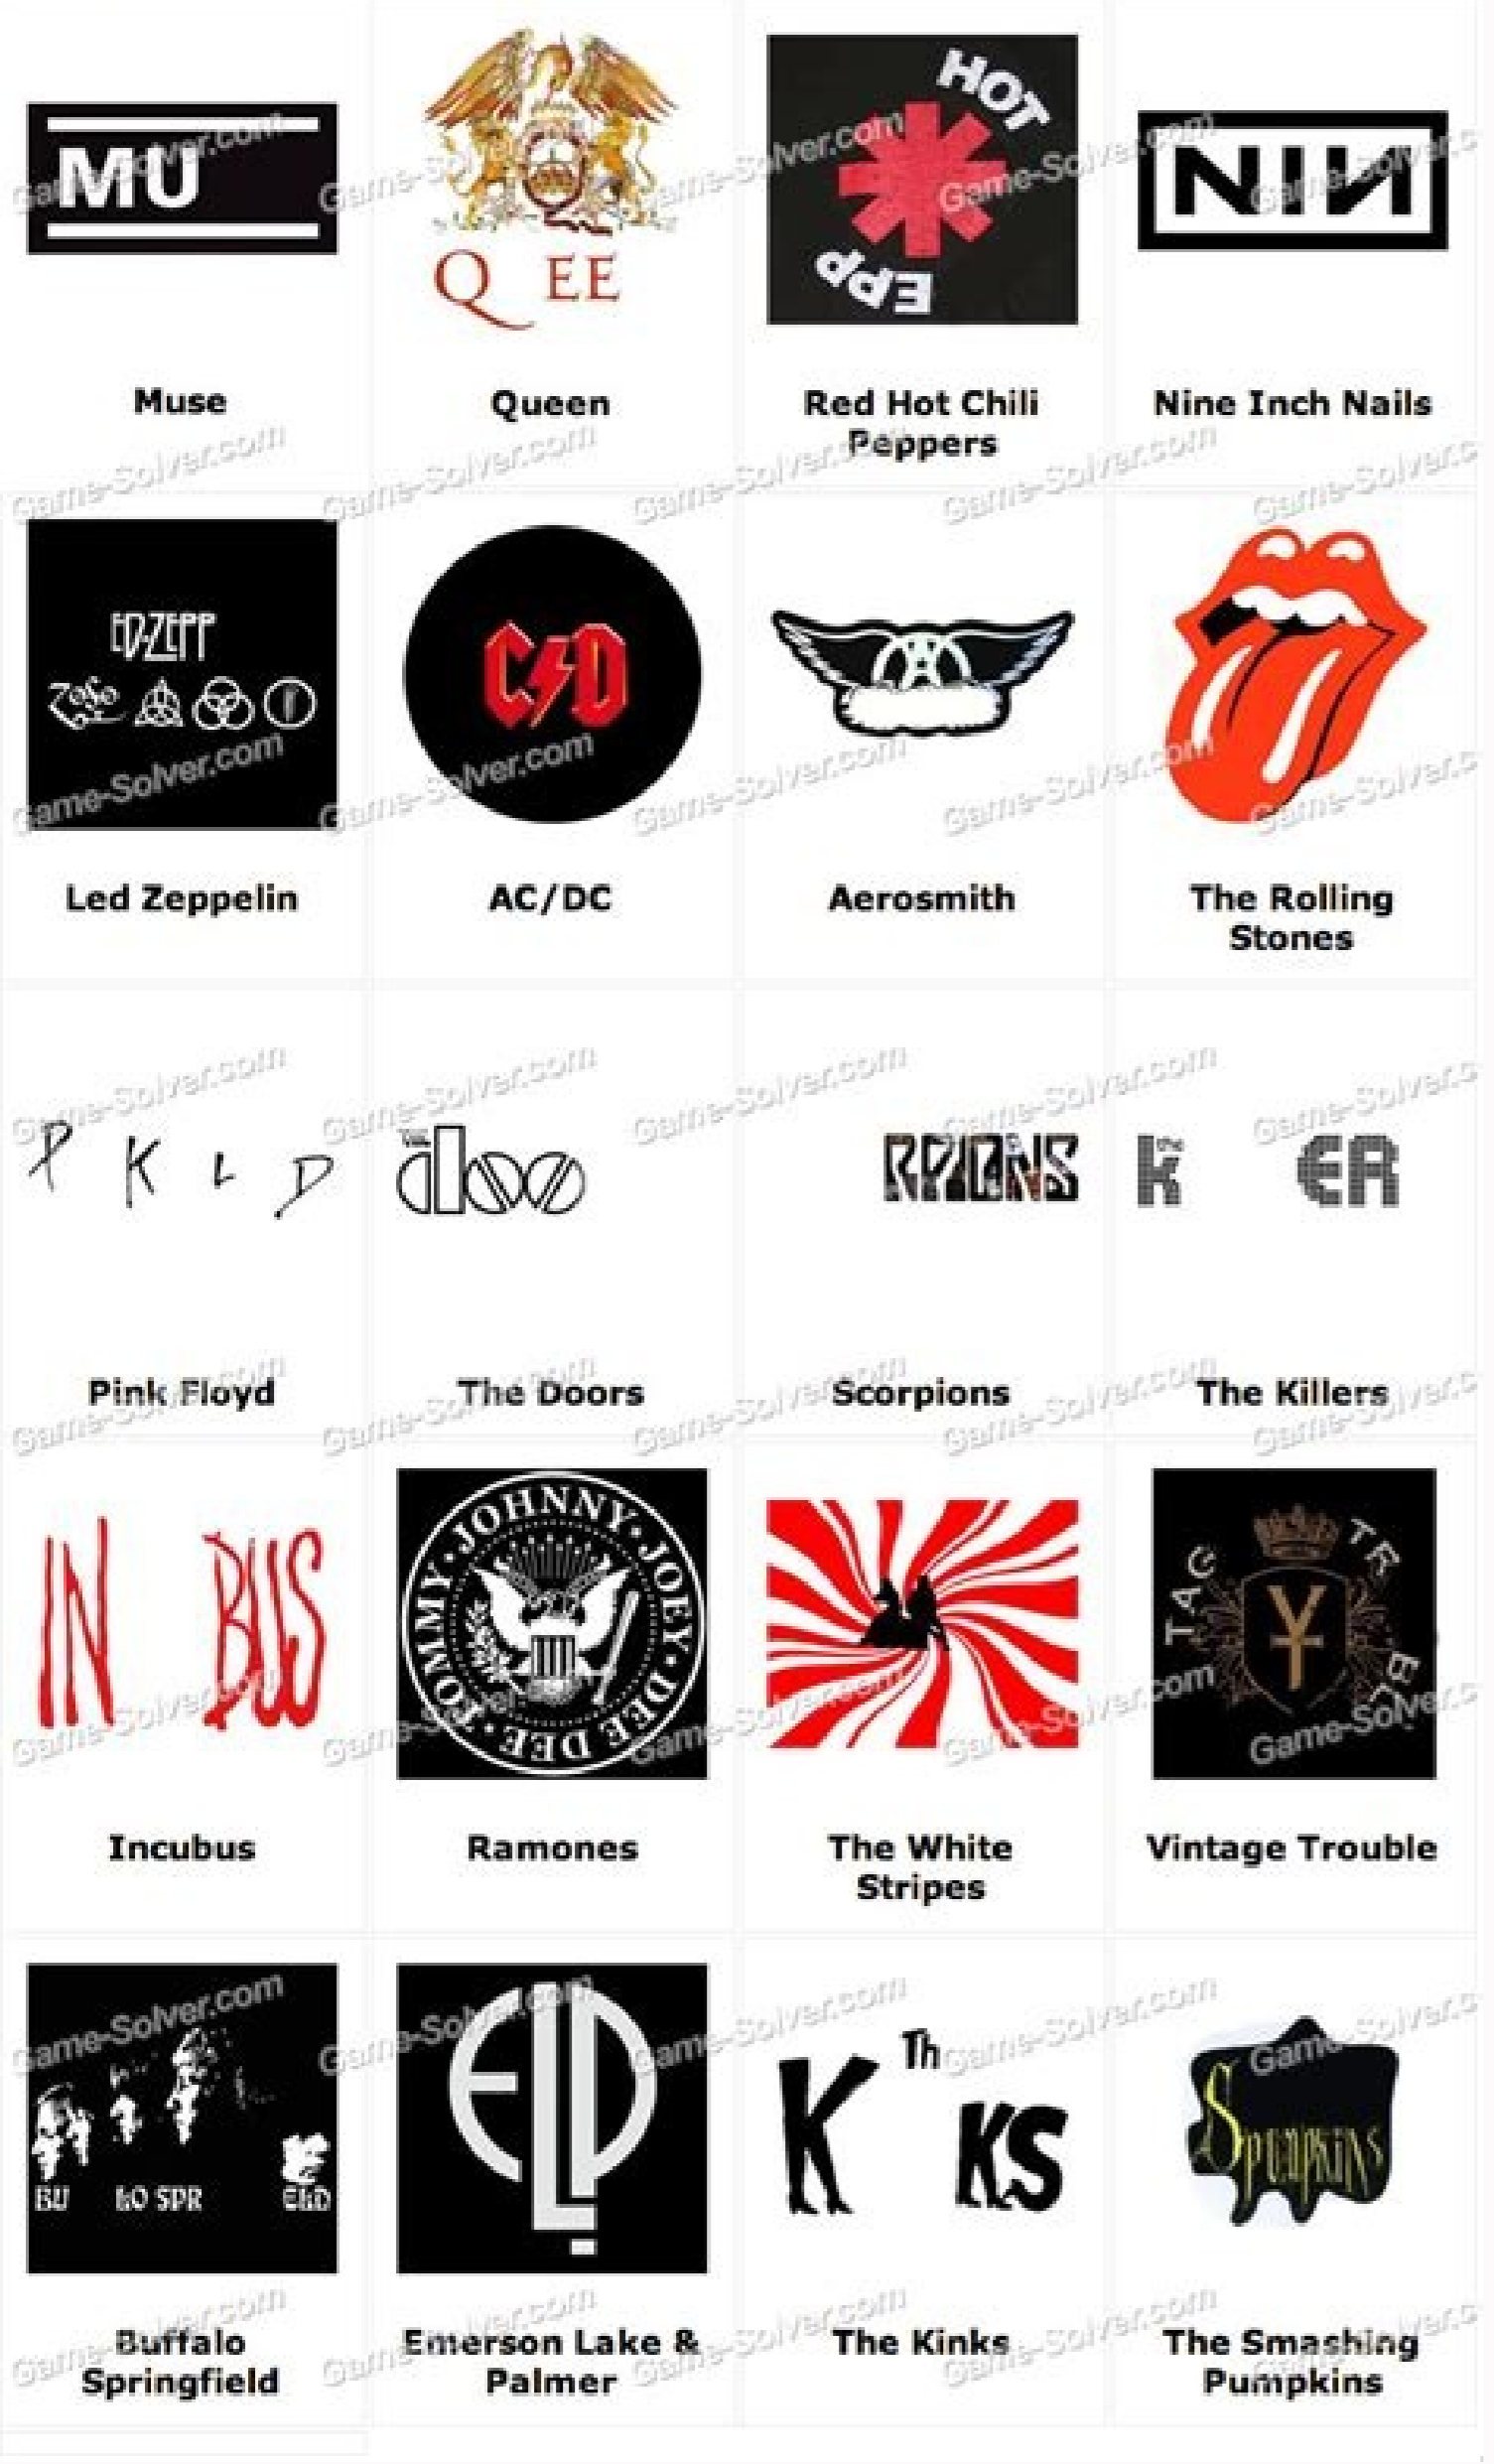 MU
Q EE
HOT
EPP
NIN
Muse
Queen
Red Hot Chili
Peppers
Nine Inch Nails
ED-ZEPP
ZoSo
C D
A
Led Zeppelin
AC/DC
Aerosmith
The Rolling
Stones
P K L D
THE
doo
RPIONS
the
K ER
Pink Floyd
The Doors
Scorpions
The Killers
IN BUS
JOHNNY · JOEY · DEE DEE · TOMMY ·
TAG TR B
Y T
Incubus
Ramones
The White
Stripes
Vintage Trouble
BU LO SPR ELD
ELP
Th
K KS
S PUMPKINS
Buffalo
Springfield
Emerson Lake &
Palmer
The Kinks
The Smashing
Pumpkins
Game-Solver.com